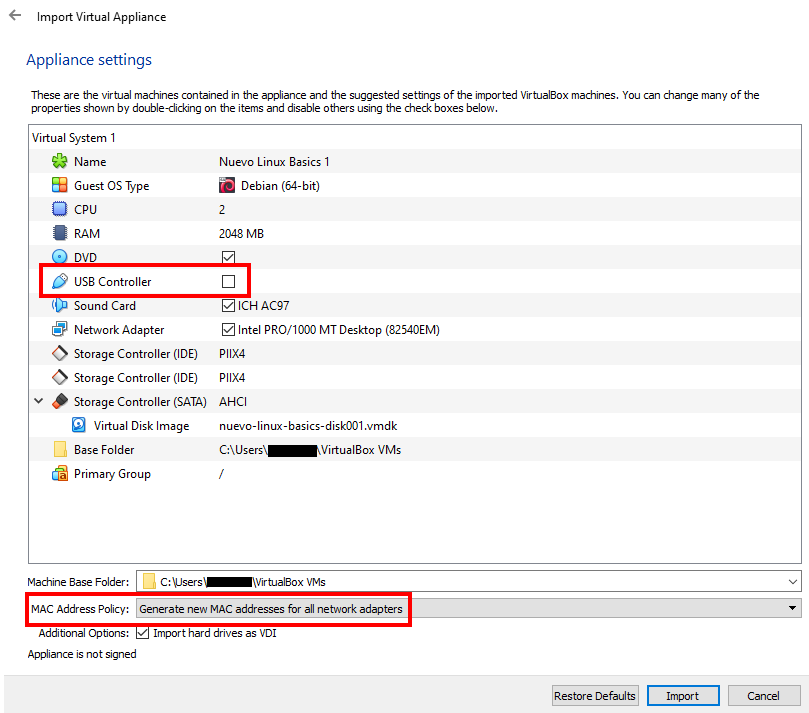 Import Virtual Appliance
Appliance settings
These are the virtual machines contained in the appliance and the suggested settings of the imported VirtualBox machines. You can change many of the
properties shown by double-clicking on the items and disable others using the check boxes below.
Virtual System 1
Name Nuevo Linux Basics 1
Guest OS Type Debian (64-bit)
CPU 2
RAM 2048 MB
DVD
USB Controller
Sound Card ICH AC97
Network Adapter Intel PRO/1000 MT Desktop (82540EM)
Storage Controller (IDE) PIIX4
Storage Controller (IDE) PIIX4
Storage Controller (SATA) AHCI
Virtual Disk Image nuevo-linux-basics-disk001.vmdk
Base Folder C:\Users\ \VirtualBox VMs
Primary Group /
Machine Base Folder: C:\Users\ \VirtualBox VMs
MAC Address Policy: Generate new MAC addresses for all network adapters
Additional Options: Import hard drives as VDI
Appliance is not signed
Restore Defaults Import Cancel